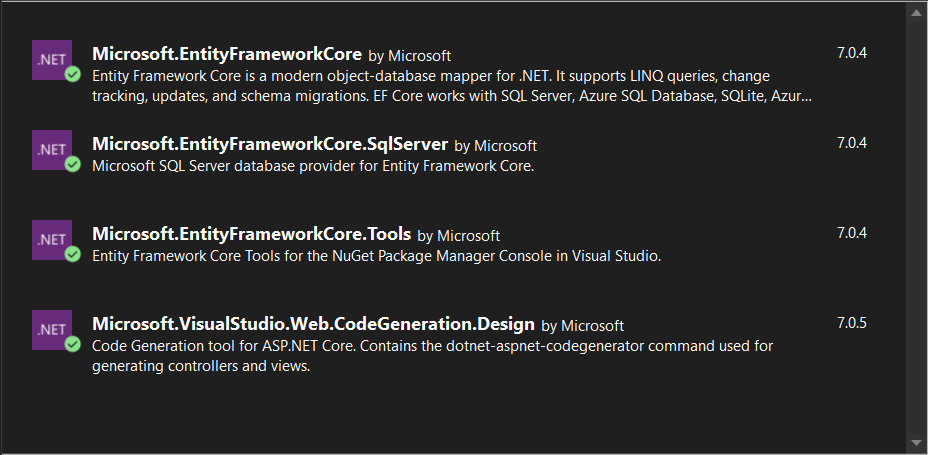 .NET
Microsoft.EntityFrameworkCore by Microsoft 7.0.4
Entity Framework Core is a modern object-database mapper for .NET. It supports LINQ queries, change
tracking, updates, and schema migrations. EF Core works with SQL Server, Azure SQL Database, SQLite, Azur...
.NET
Microsoft.EntityFrameworkCore.SqlServer by Microsoft 7.0.4
Microsoft SQL Server database provider for Entity Framework Core.
.NET
Microsoft.EntityFrameworkCore.Tools by Microsoft 7.0.4
Entity Framework Core Tools for the NuGet Package Manager Console in Visual Studio.
.NET
Microsoft.VisualStudio.Web.CodeGeneration.Design by Microsoft 7.0.5
Code Generation tool for ASP.NET Core. Contains the dotnet-aspnet-codegenerator command used for
generating controllers and views.